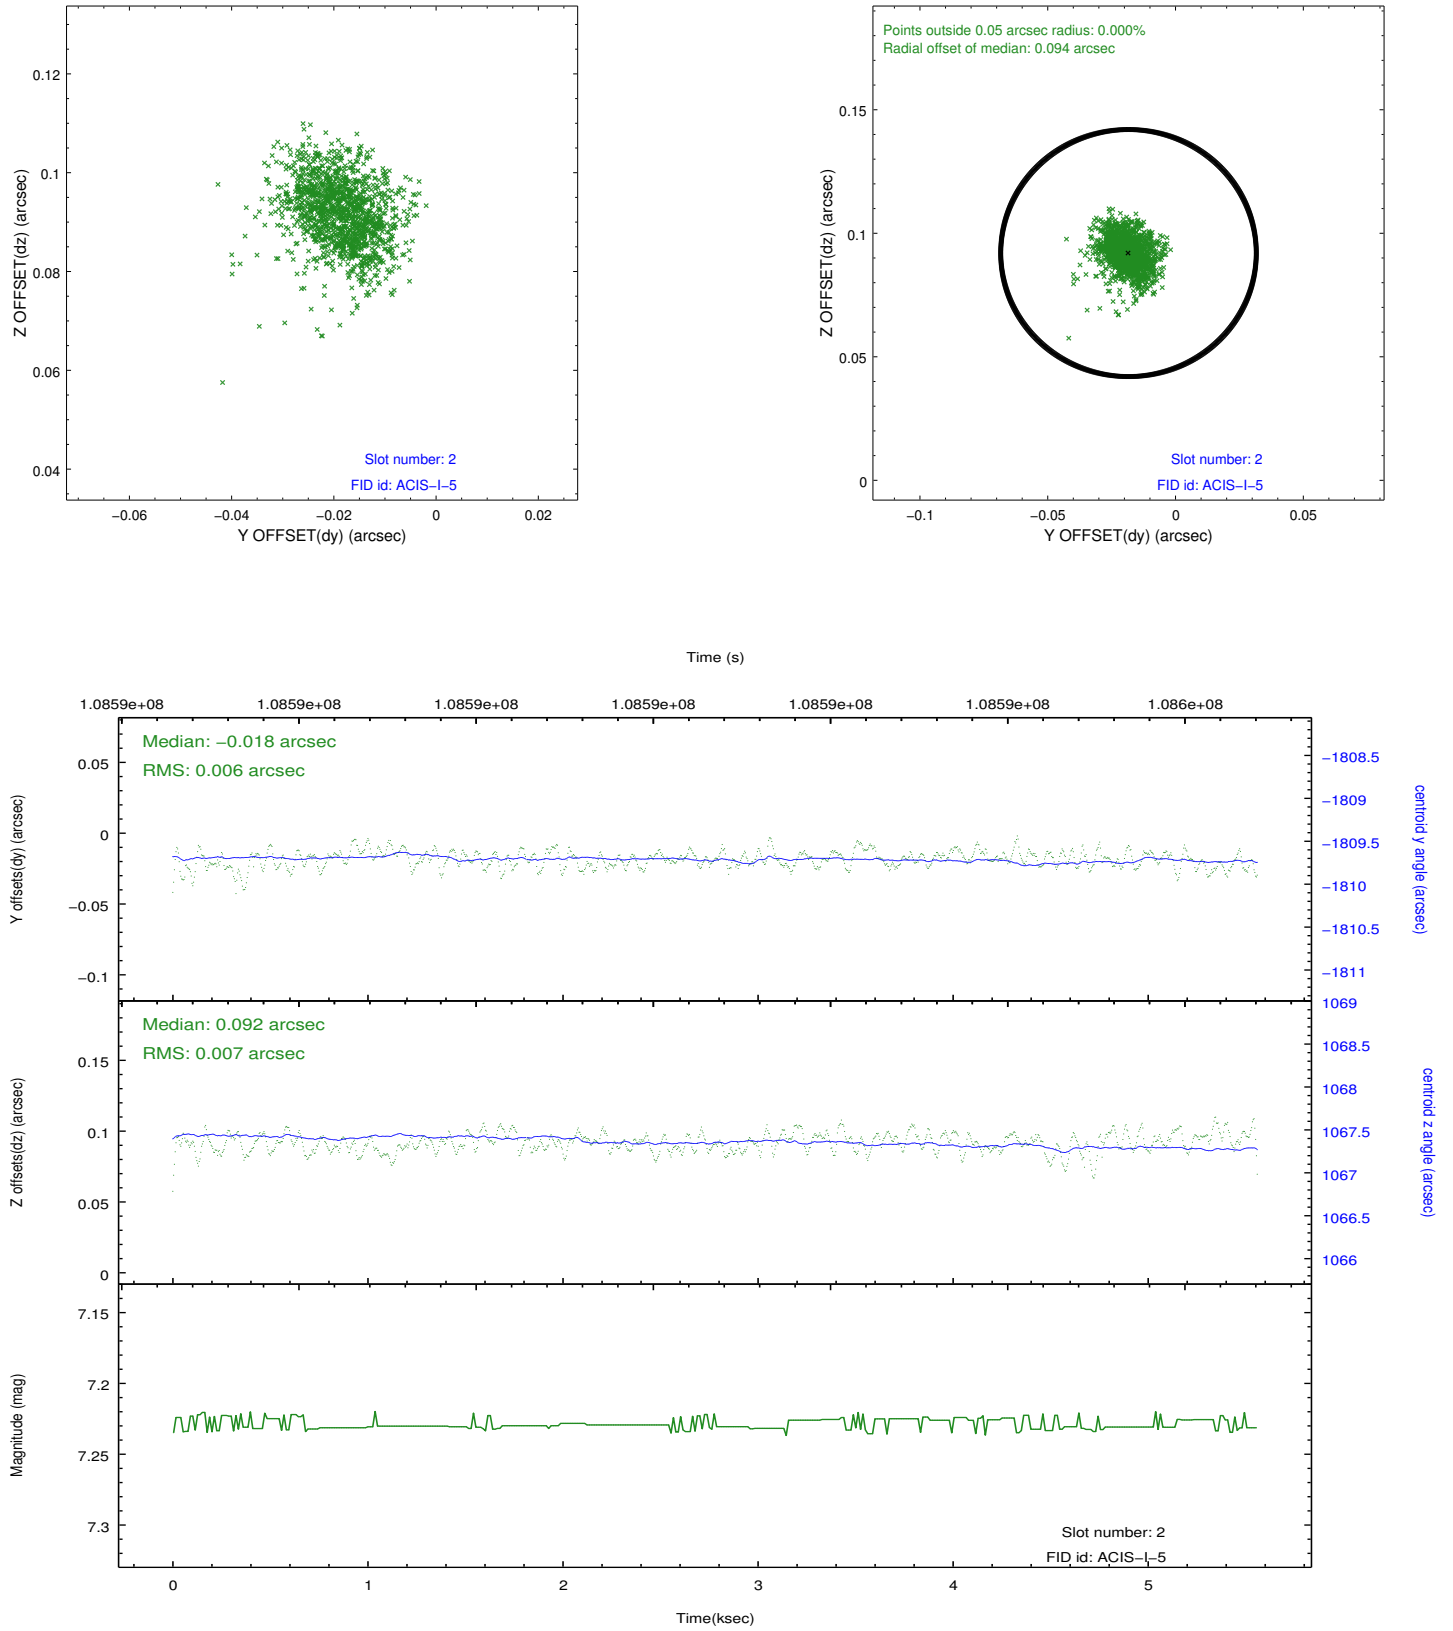 0.12
0.1
0.08
0.06
0.04
Z OFFSET(dz) (arcsec)
Slot number: 2
FID id: ACIS−I−5
−0.06
−0.04
−0.02
0
0.02
Y OFFSET(dy) (arcsec)
Points outside 0.05 arcsec radius: 0.000%
Radial offset of median: 0.094 arcsec
0.15
0.1
0.05
0
Z OFFSET(dz) (arcsec)
Slot number: 2
FID id: ACIS−I−5
−0.1
−0.05
0
0.05
Y OFFSET(dy) (arcsec)
Time (s)
1.0859e+08
1.0859e+08
1.0859e+08
1.0859e+08
1.0859e+08
1.0859e+08
1.086e+08
Median: −0.018 arcsec
RMS: 0.006 arcsec
0.05
0
−0.05
−0.1
Y offsets(dy) (arcsec)
−1808.5
−1809
−1809.5
−1810
−1810.5
−1811
centroid y angle (arcsec)
Median: 0.092 arcsec
RMS: 0.007 arcsec
0.15
0.1
0.05
0
Z offsets(dz) (arcsec)
1069
1068.5
1068
1067.5
1067
1066.5
1066
centroid z angle (arcsec)
7.15
7.2
7.25
7.3
Magnitude (mag)
Slot number: 2
FID id: ACIS−I−5
0
1
2
3
4
5
Time(ksec)